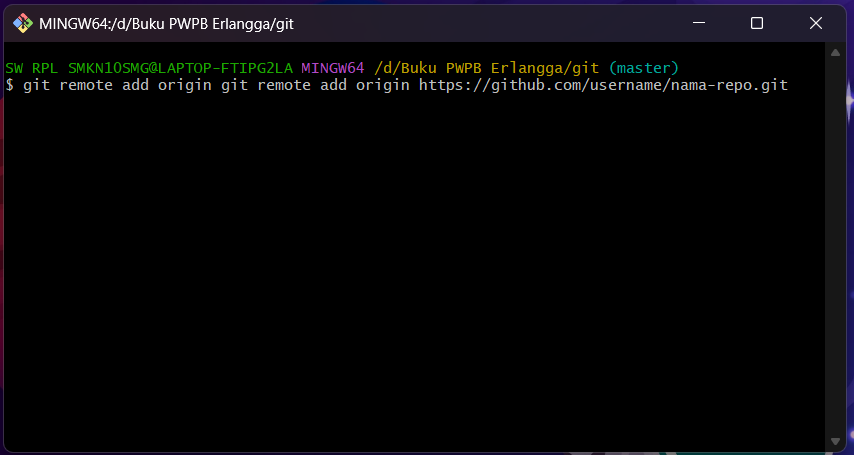 MINGW64:/d/Buku PWPB Erlangga/git
SW RPL SMKN10SMG@LAPTOP-FTIPG2LA MINGW64 /d/Buku PWPB Erlangga/git (master)
$ git remote add origin git remote add origin https://github.com/username/nama-repo.git